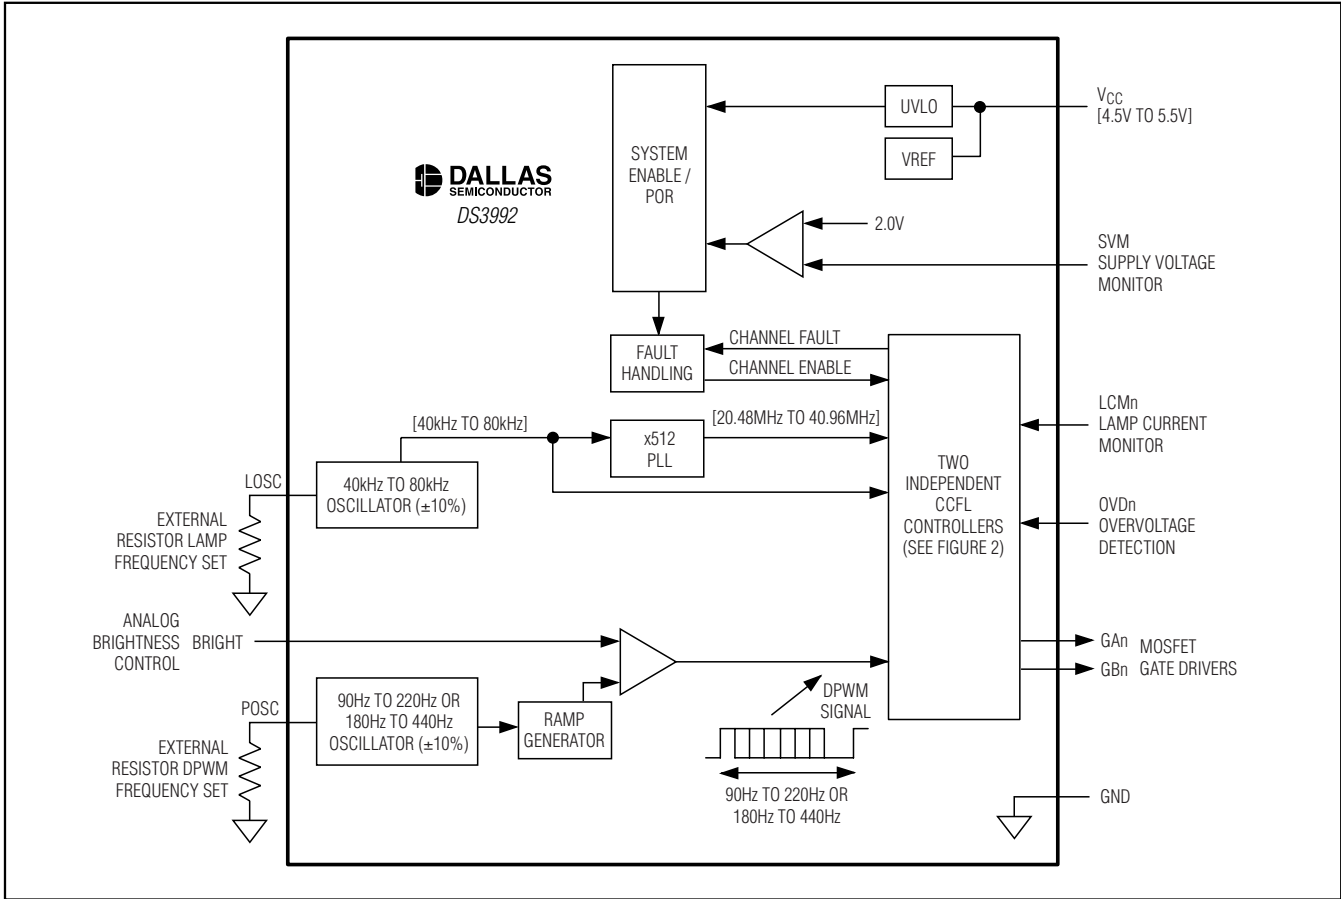 DALLAS
SEMICONDUCTOR
DS3992
SYSTEM
ENABLE /
POR
UVLO
VREF
VCC
[4.5V TO 5.5V]
2.0V
SVM
SUPPLY VOLTAGE
MONITOR
FAULT
HANDLING
CHANNEL FAULT
CHANNEL ENABLE
[40kHz TO 80kHz]
x512
PLL
[20.48MHz TO 40.96MHz]
LOSC
40kHz TO 80kHz
OSCILLATOR (±10%)
EXTERNAL
RESISTOR LAMP
FREQUENCY SET
TWO
INDEPENDENT
CCFL
CONTROLLERS
(SEE FIGURE 2)
LCMn
LAMP CURRENT
MONITOR
OVDn
OVERVOLTAGE
DETECTION
ANALOG
BRIGHTNESS
CONTROL
BRIGHT
GAn
GBn
MOSFET
GATE DRIVERS
POSC
90Hz TO 220Hz OR
180Hz TO 440Hz
OSCILLATOR (±10%)
RAMP
GENERATOR
DPWM
SIGNAL
EXTERNAL
RESISTOR DPWM
FREQUENCY SET
90Hz TO 220Hz OR
180Hz TO 440Hz
GND